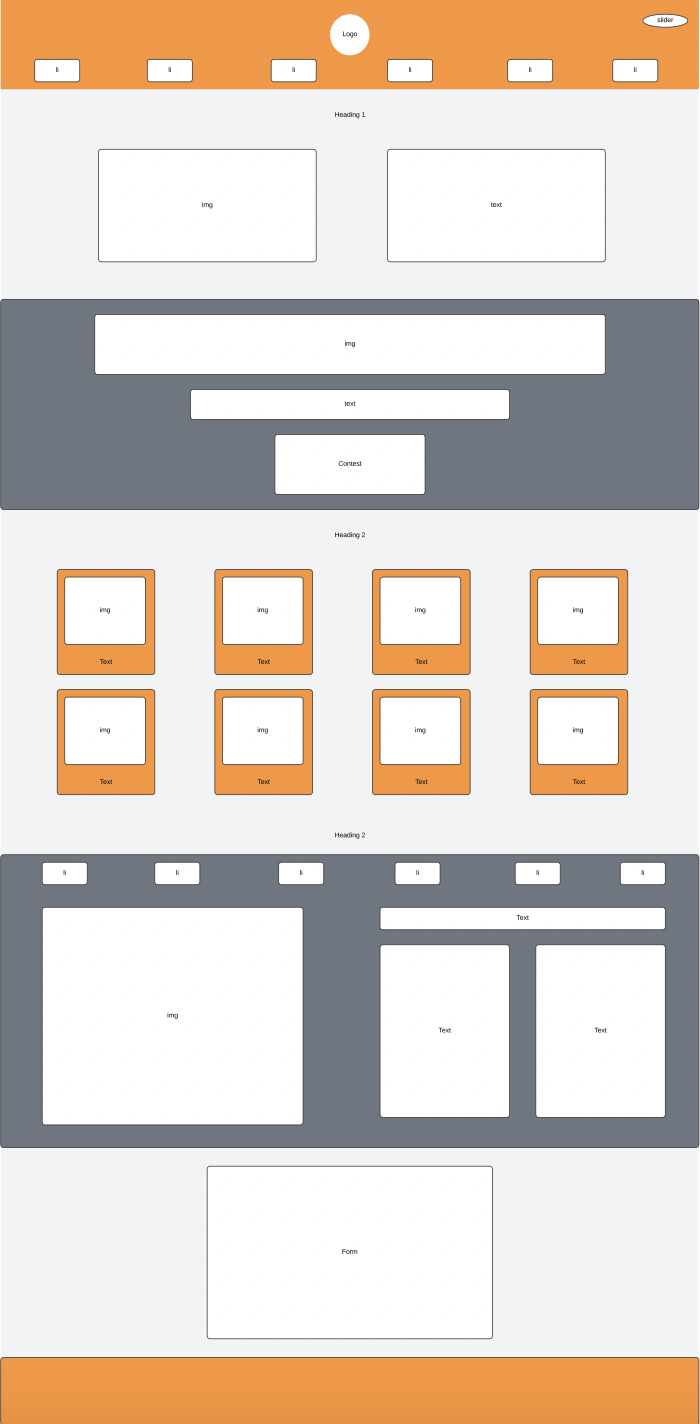 slider
Logo
li li li li li li
Heading 1
img text
img
text
Contest
Heading 2
img img img img
Text Text Text Text
img img img img
Text Text Text Text
Heading 2
li li li li li li
Text
img
Text Text
Form